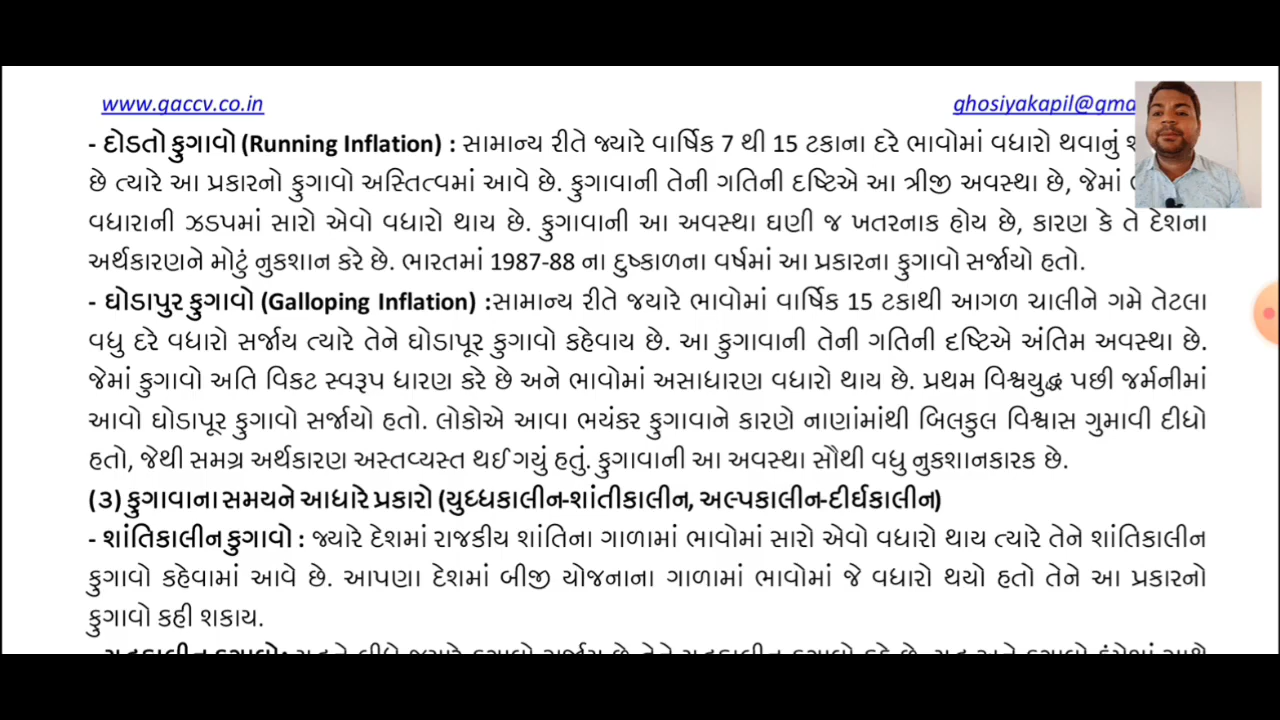 www.gaccv.co.in ghosiyakapil@gma
- દોડતો ફુગાવો (Running Inflation) : સામાન્ય રીતે જ્યારે વાર્ષિક 7 થી 15 ટકાના દરે ભાવોમાં વધારો થવાનું
છે ત્યારે આ પ્રકારનો ફુગાવો અસ્તિત્વમાં આવે છે. ફુગાવાની તેની ગતિની દષ્ટિએ આ ત્રીજી અવસ્થા છે, જેમાં
વધારાની ઝડપમાં સારો એવો વધારો થાય છે. ફુગાવાની આ અવસ્થા ઘણી જ ખતરનાક હોય છે, કારણ કે તે દેશના
અર્થકારણને મોટું નુકશાન કરે છે. ભારતમાં 1987-88 ના દુષ્કાળના વર્ષમાં આ પ્રકારના ફુગાવો સર્જાયો હતો.
- ઘોડાપુર ફુગાવો (Galloping Inflation) :સામાન્ય રીતે જયારે ભાવોમાં વાર્ષિક 15 ટકાથી આગળ ચાલીને ગમે તેટલા
વધુ દરે વધારો સર્જાય ત્યારે તેને ઘોડાપૂર ફુગાવો કહેવાય છે. આ ફુગાવાની તેની ગતિની દષ્ટિએ અંતિમ અવસ્થા છે.
જેમાં ફુગાવો અતિ વિકટ સ્વરૂપ ધારણ કરે છે અને ભાવોમાં અસાધારણ વધારો થાય છે. પ્રથમ વિશ્વયુદ્ધ પછી જર્મનીમાં
આવો ઘોડાપૂર ફુગાવો સર્જાયો હતો. લોકોએ આવા ભયંકર ફુગાવાને કારણે નાણાંમાંથી બિલકુલ વિશ્વાસ ગુમાવી દીધો
હતો, જેથી સમગ્ર અર્થકારણ અસ્તવ્યસ્ત થઈ ગયું હતું. ફુગાવાની આ અવસ્થા સૌથી વધુ નુકશાનકારક છે.
(૩) ફુગાવાના સમયને આધારે પ્રકારો (યુધ્ધકાલીન-શાંતીકાલીન, અલ્પકાલીન-દીર્ઘકાલીન)
- શાંતિકાલીન ફુગાવો : જ્યારે દેશમાં રાજકીય શાંતિના ગાળામાં ભાવોમાં સારો એવો વધારો થાય ત્યારે તેને શાંતિકાલીન
ફુગાવો કહેવામાં આવે છે. આપણા દેશમાં બીજી યોજનાના ગાળામાં ભાવોમાં જે વધારો થયો હતો તેને આ પ્રકારનો
ફુગાવો કહી શકાય.